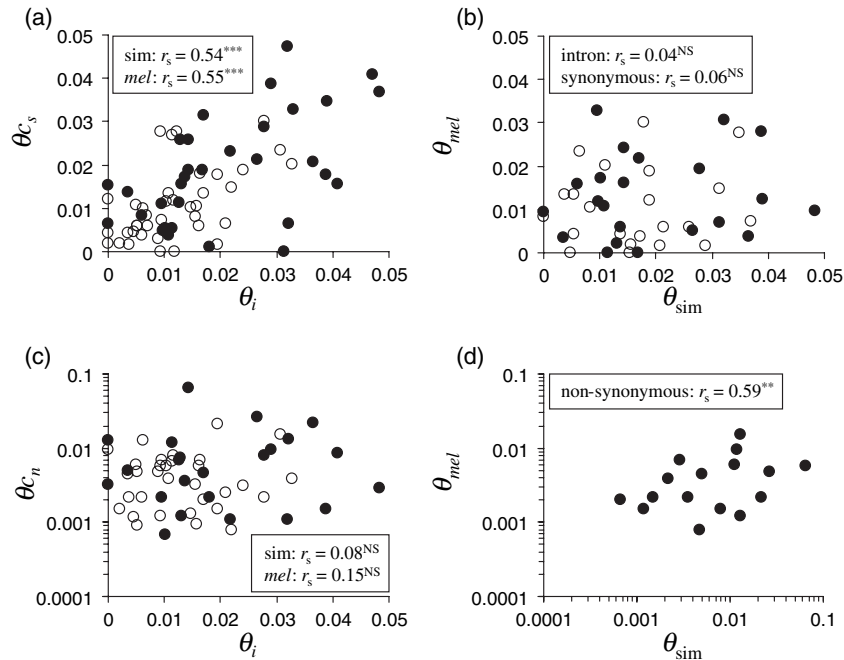 (a)
0.05
0.04
0.03
0.02
0.01
0
θc_s
sim: r_s = 0.54***
mel: r_s = 0.55***
0 0.01 0.02 0.03 0.04 0.05
θ_i
(b)
0.05
0.04
0.03
0.02
0.01
0
θ_mel
intron: r_s = 0.04^NS
synonymous: r_s = 0.06^NS
0 0.01 0.02 0.03 0.04 0.05
θ_sim
(c)
0.1
0.01
0.001
0.0001
θc_n
sim: r_s = 0.08^NS
mel: r_s = 0.15^NS
0 0.01 0.02 0.03 0.04 0.05
θ_i
(d)
0.1
0.01
0.001
0.0001
θ_mel
non-synonymous: r_s = 0.59**
0.0001 0.001 0.01 0.1
θ_sim